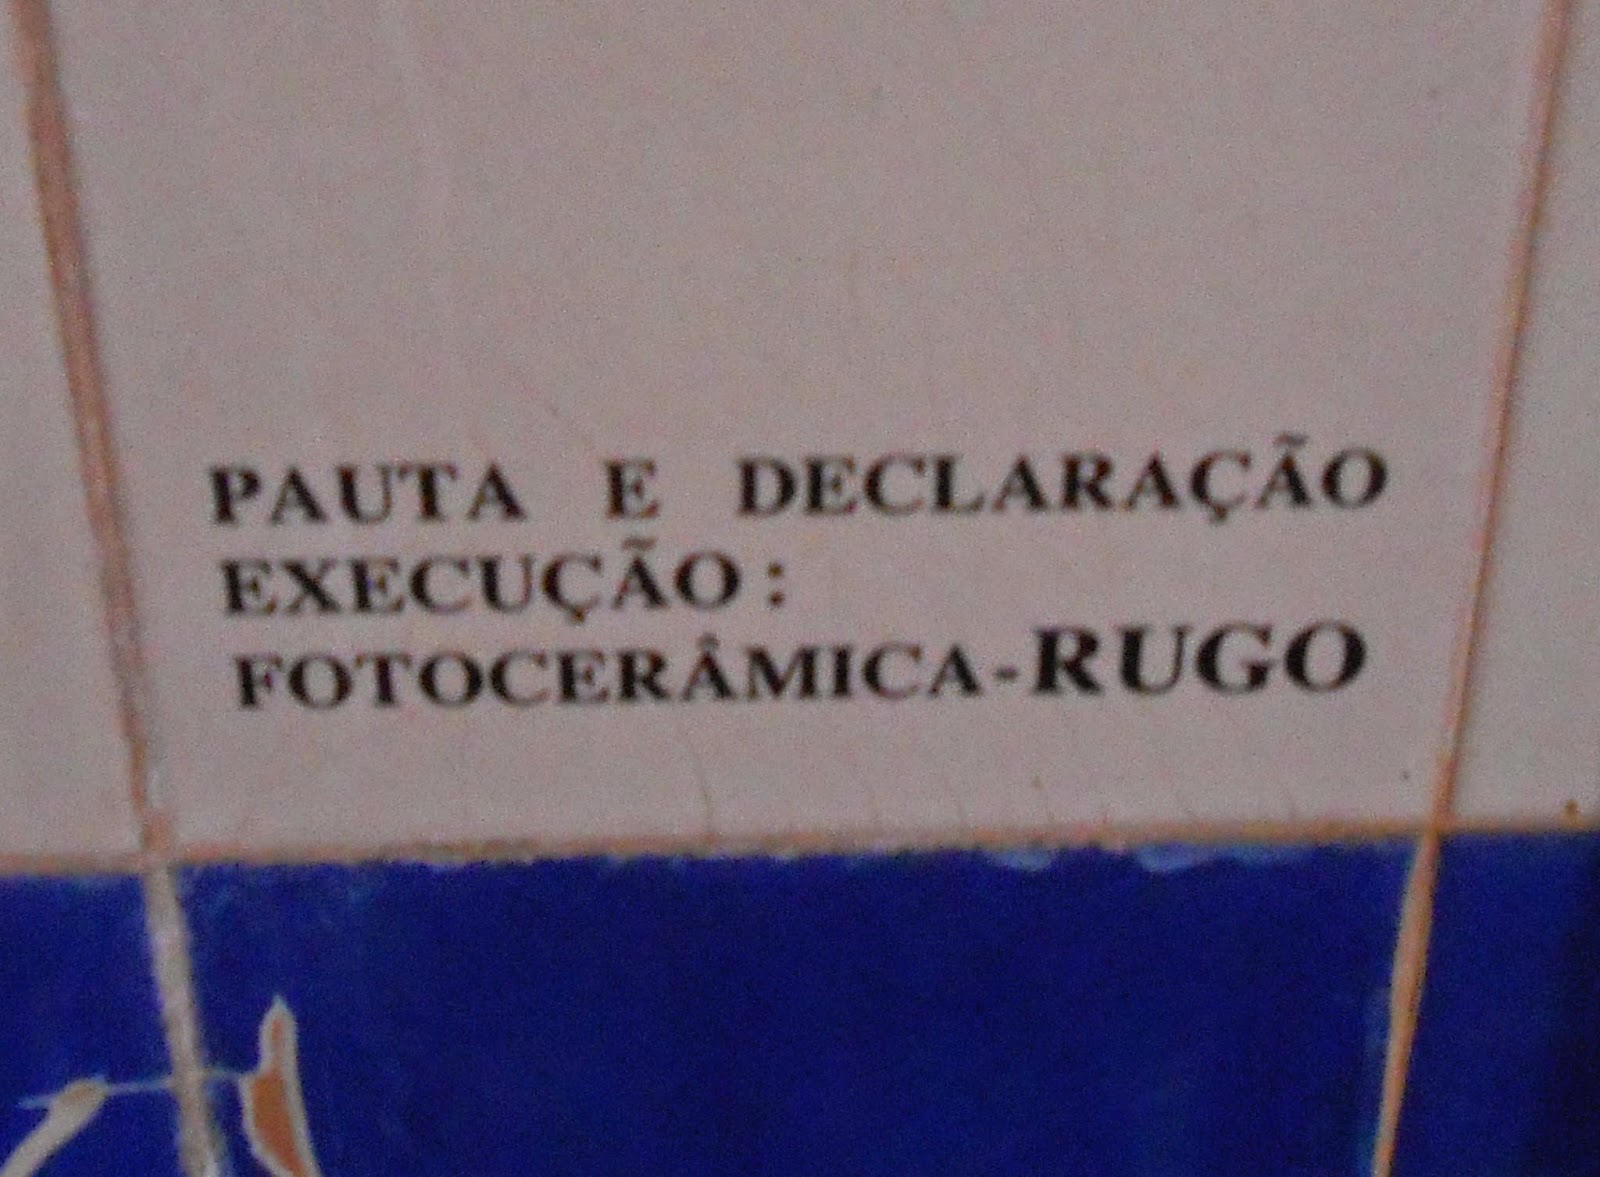 PAUTA E DECLARAÇÃO
EXECUÇÃO:
FOTOCERÂMICA-RUGO